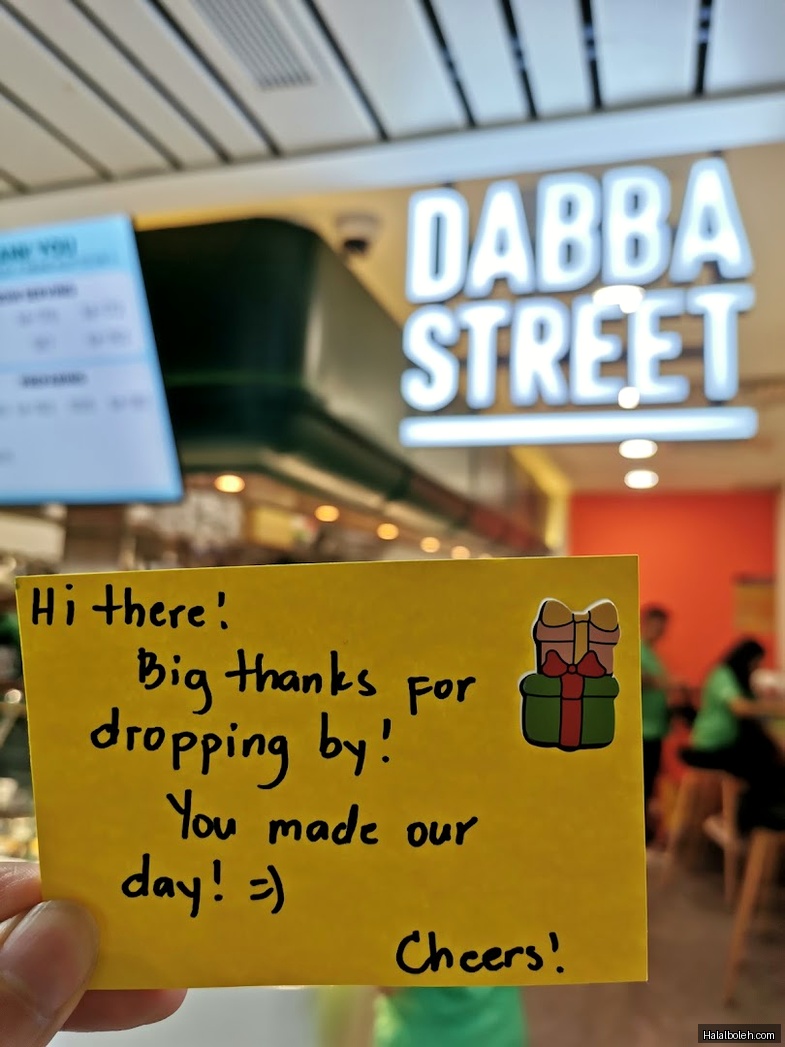 DABBA
STREET
Hi there!
Big thanks for
dropping by!
You made our
day! =)
Cheers!
Halalboleh.com